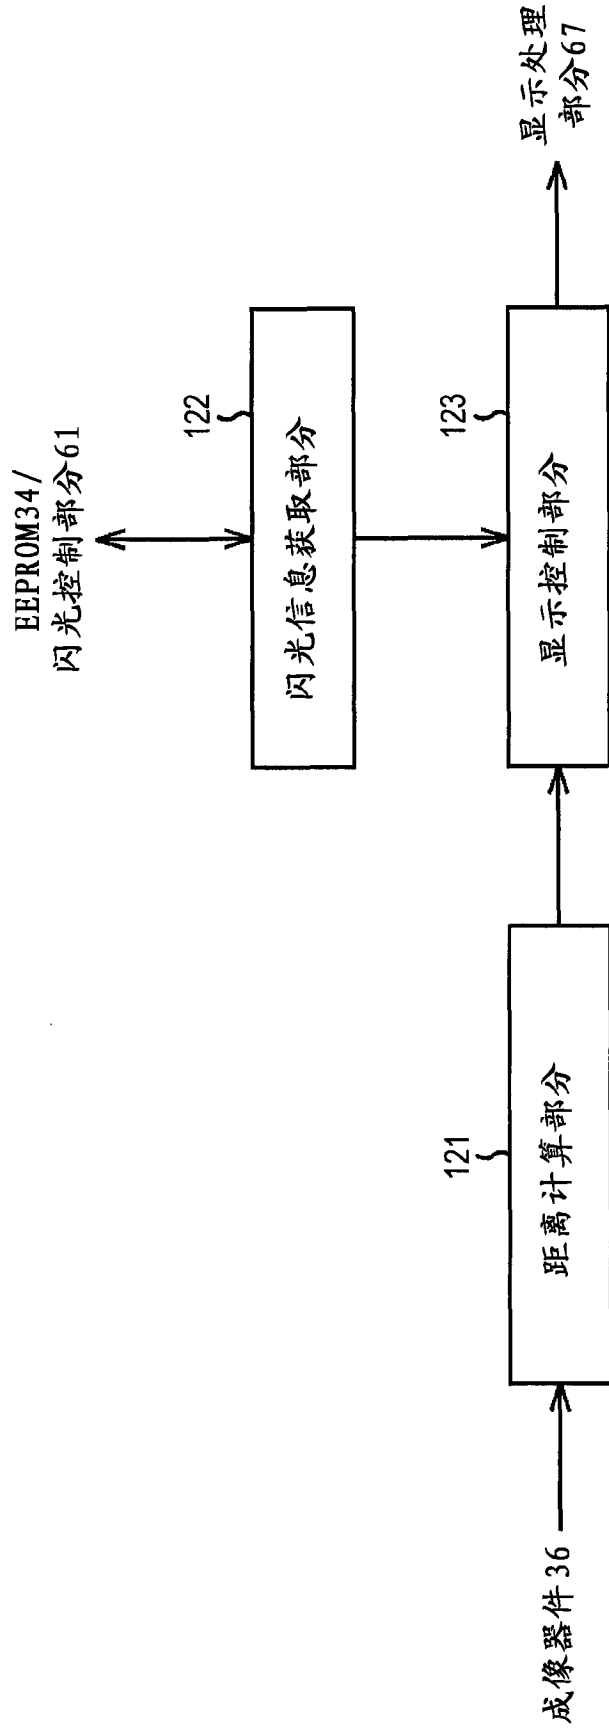 EEPROM34/
闪光控制部分61
122
闪光信息获取部分
121
距离计算部分
123
显示控制部分
成像器件36
显示处理
部分67